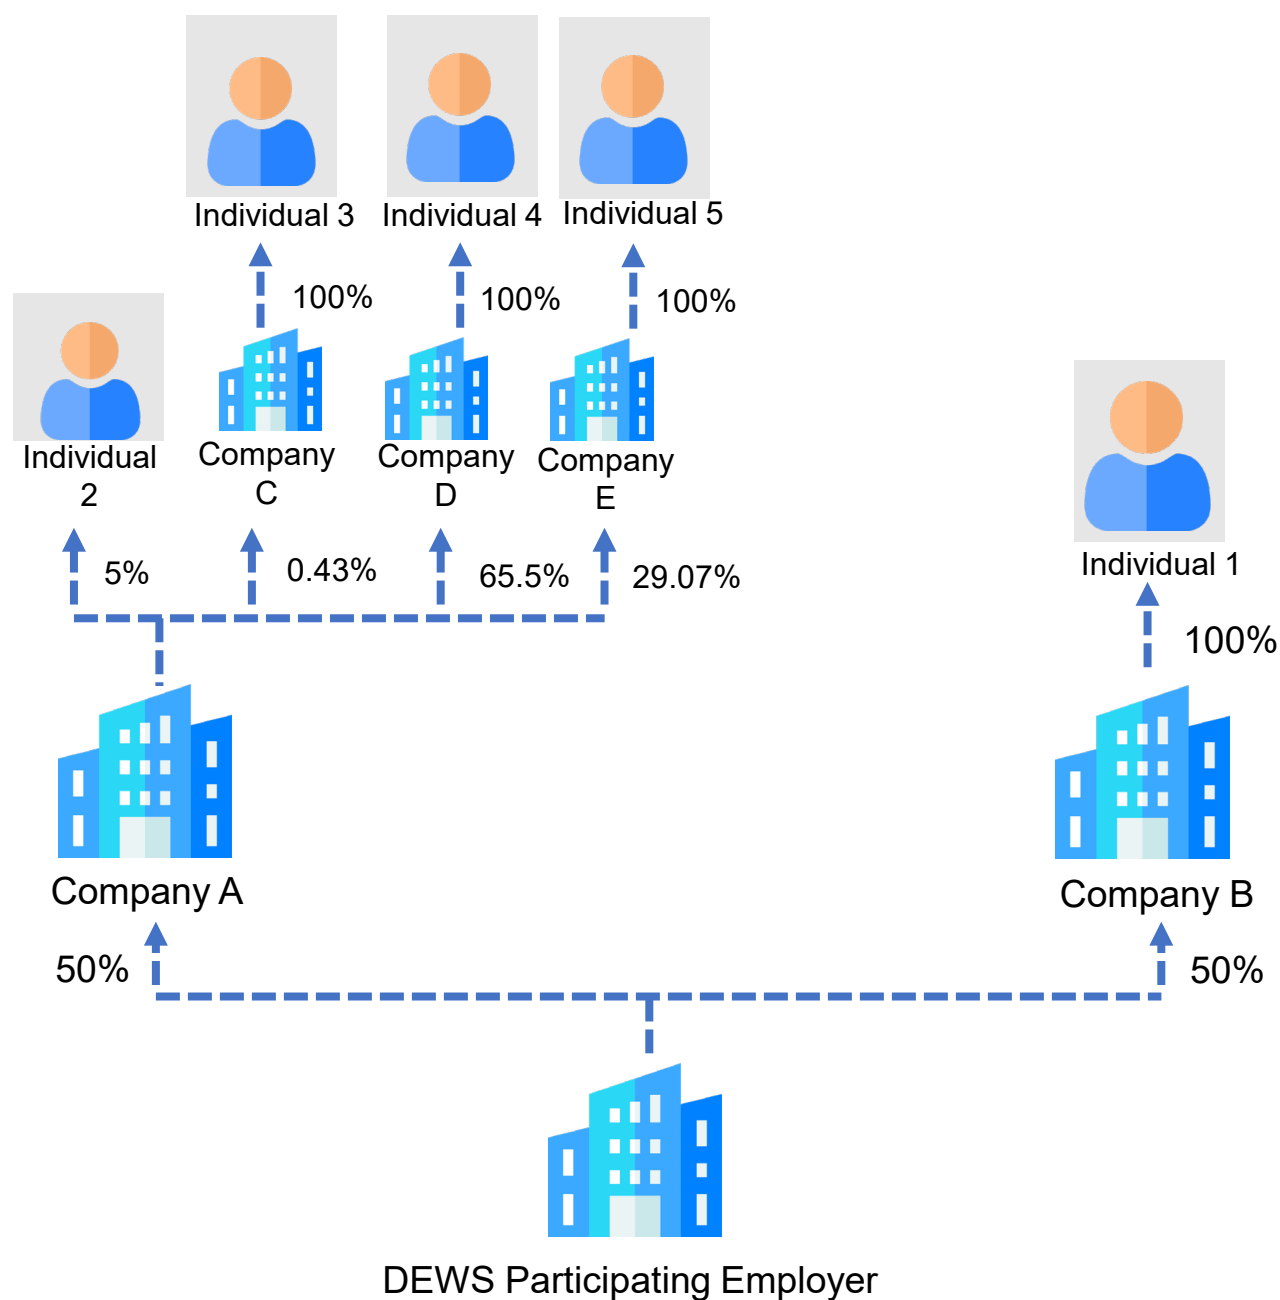 Individual 3
Individual 4
Individual 5
100%
100%
100%
Individual
2
Company
C
Company
D
Company
E
5%
0.43%
65.5%
29.07%
Individual 1
100%
Company A
Company B
50%
50%
DEWS Participating Employer